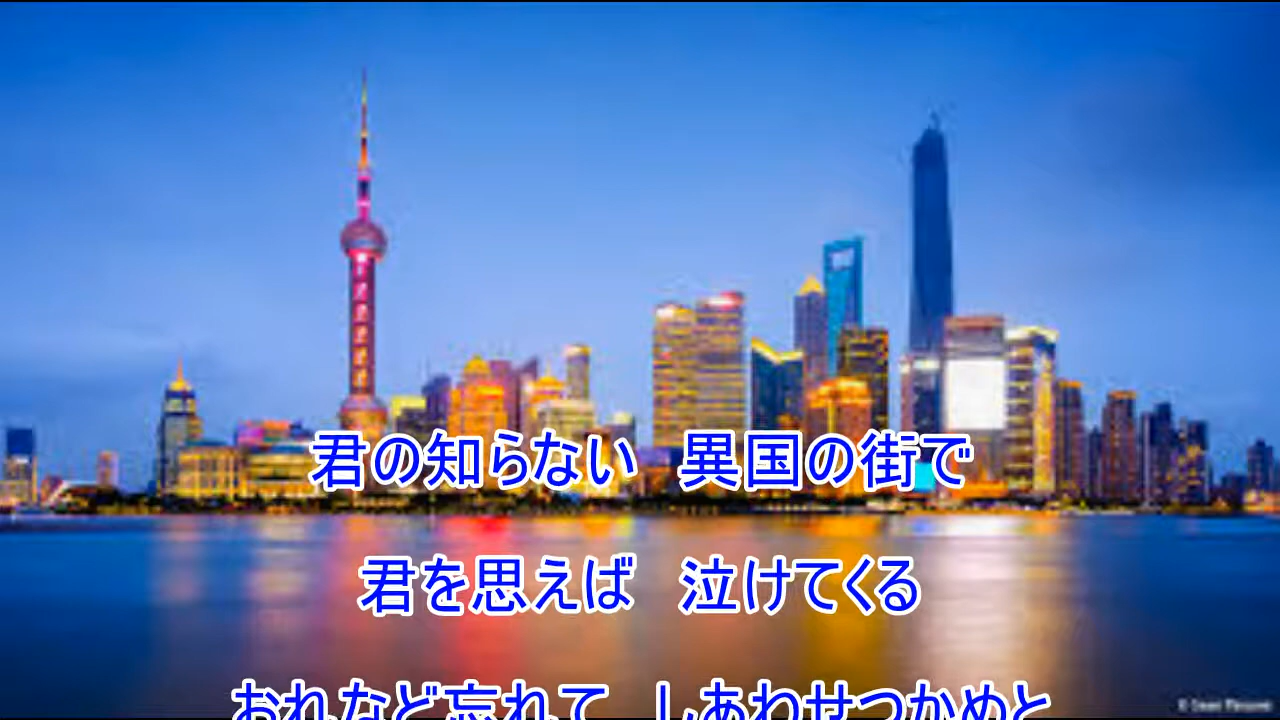 君の知らない　異国の街で
君を思えば　泣けてくる
おれなど忘れて　しあわせつかめと